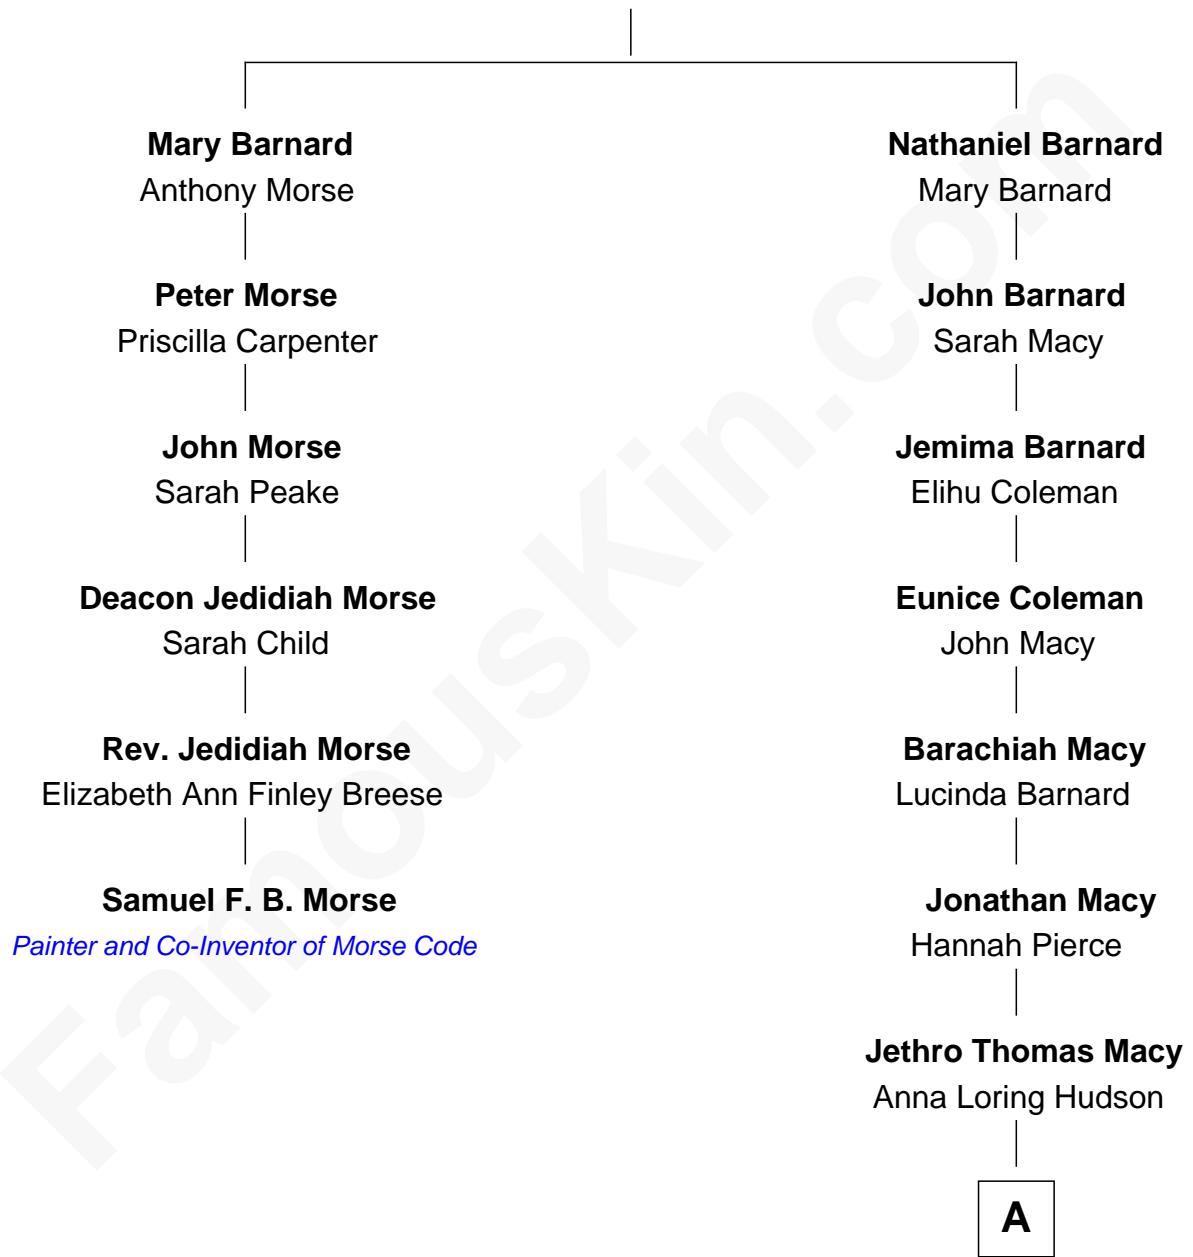 Mary Barnard
Anthony Morse
Peter Morse
Priscilla Carpenter
John Morse
Sarah Peake
Deacon Jedidiah Morse
Sarah Child
Rev. Jedidiah Morse
Elizabeth Ann Finley Breese
Samuel F. B. Morse
Painter and Co-Inventor of Morse Code
Nathaniel Barnard
Mary Barnard
John Barnard
Sarah Macy
Jemima Barnard
Elihu Coleman
Eunice Coleman
John Macy
Barachiah Macy
Lucinda Barnard
Jonathan Macy
Hannah Pierce
Jethro Thomas Macy
Anna Loring Hudson
A
FamousKin.com